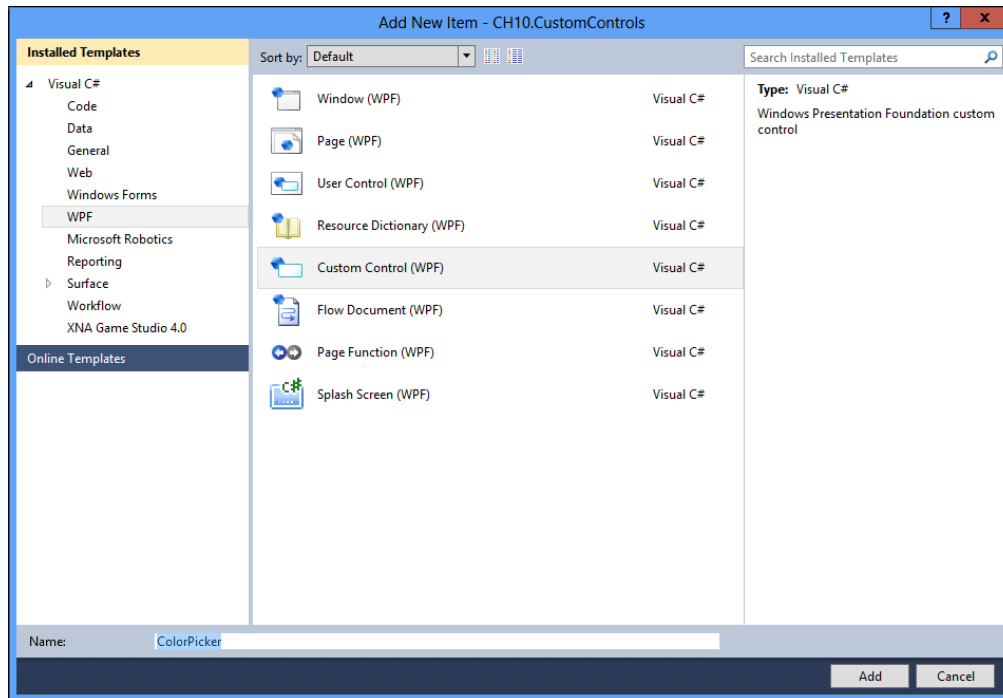 Add New Item - CH10.CustomControls
? x
Installed Templates
Visual C#
Code
Data
General
Web
Windows Forms
WPF
Microsoft Robotics
Reporting
Surface
Workflow
XNA Game Studio 4.0
Online Templates
Sort by: Default
Window (WPF) Visual C#
Page (WPF) Visual C#
User Control (WPF) Visual C#
Resource Dictionary (WPF) Visual C#
Custom Control (WPF) Visual C#
Flow Document (WPF) Visual C#
Page Function (WPF) Visual C#
C#
Splash Screen (WPF) Visual C#
Search Installed Templates
Type: Visual C#
Windows Presentation Foundation custom
control
Name: ColorPicker
Add Cancel